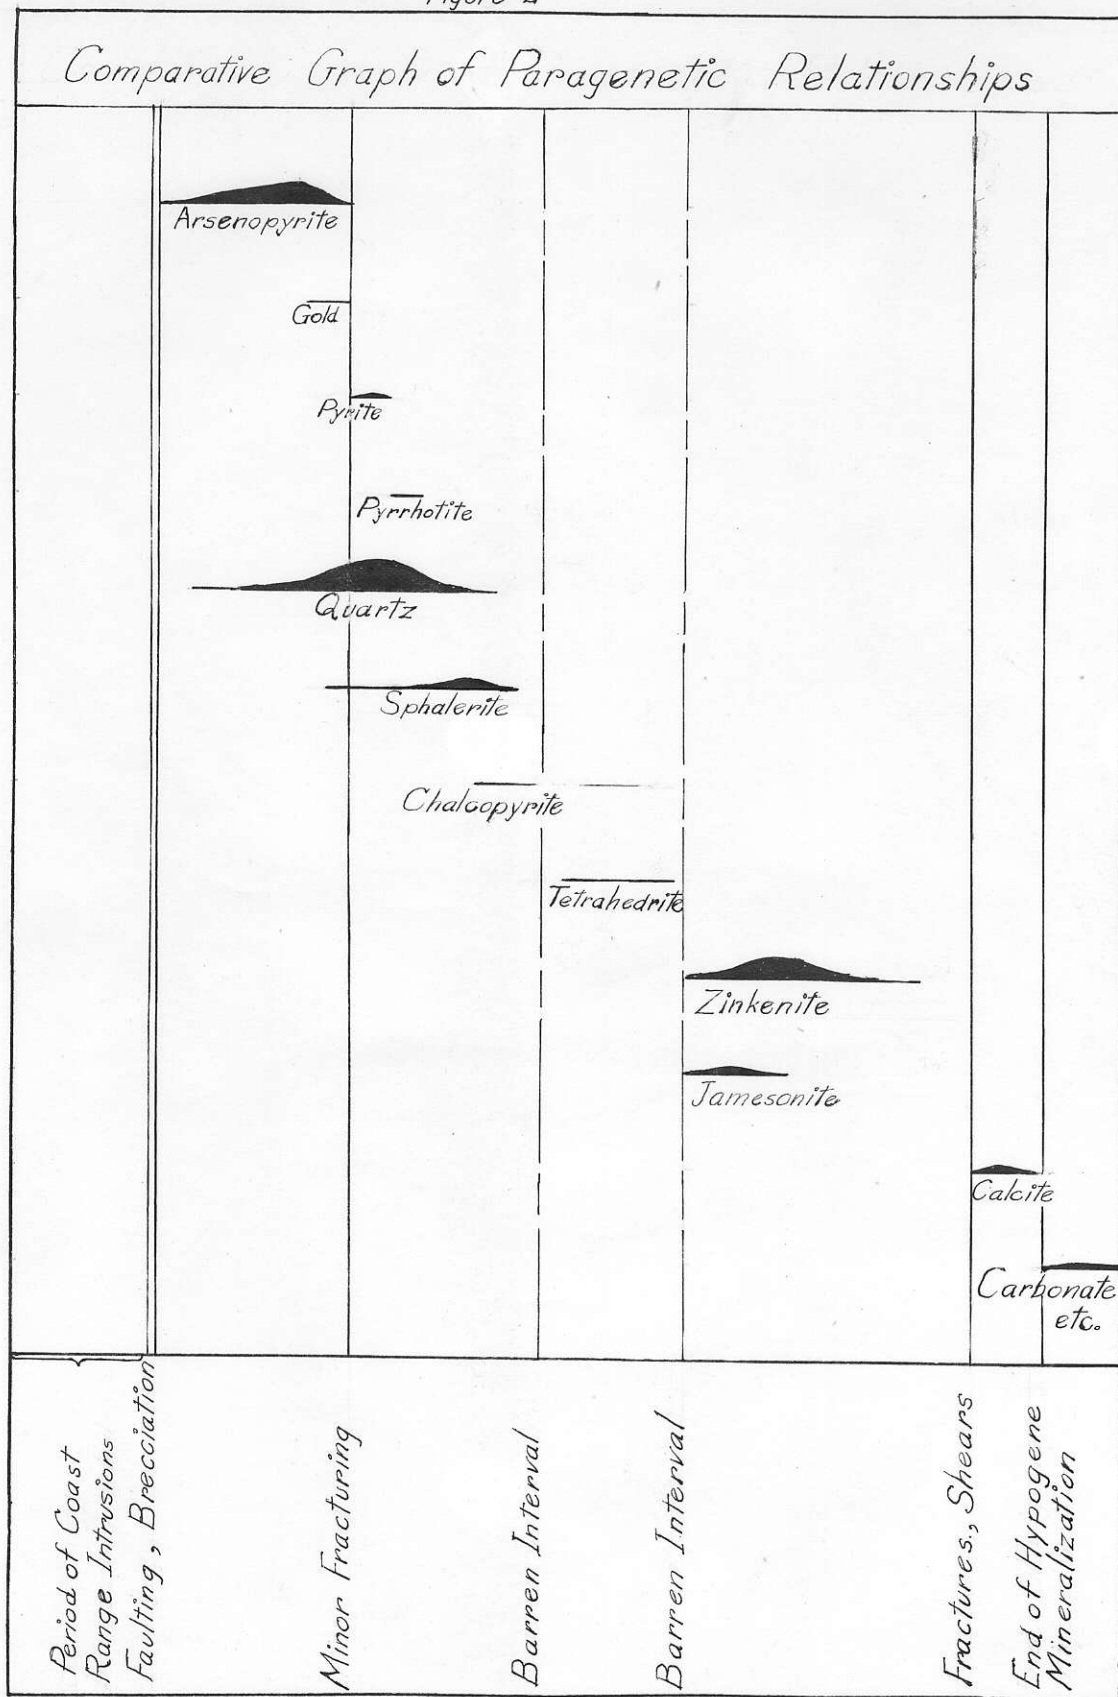 Comparative Graph of Paragenetic Relationships
Arsenopyrite
Gold
Pyrite
Pyrrhotite
Quartz
Sphalerite
Chalcopyrite
Tetrahedrite
Zinkenite
Jamesonite
Calcite
Carbonate
etc.
Period of Coast
Range Intrusions
Faulting, Brecciation
Minor Fracturing
Barren Interval
Barren Interval
Fractures., Shears
End of Hypogene
Mineralization